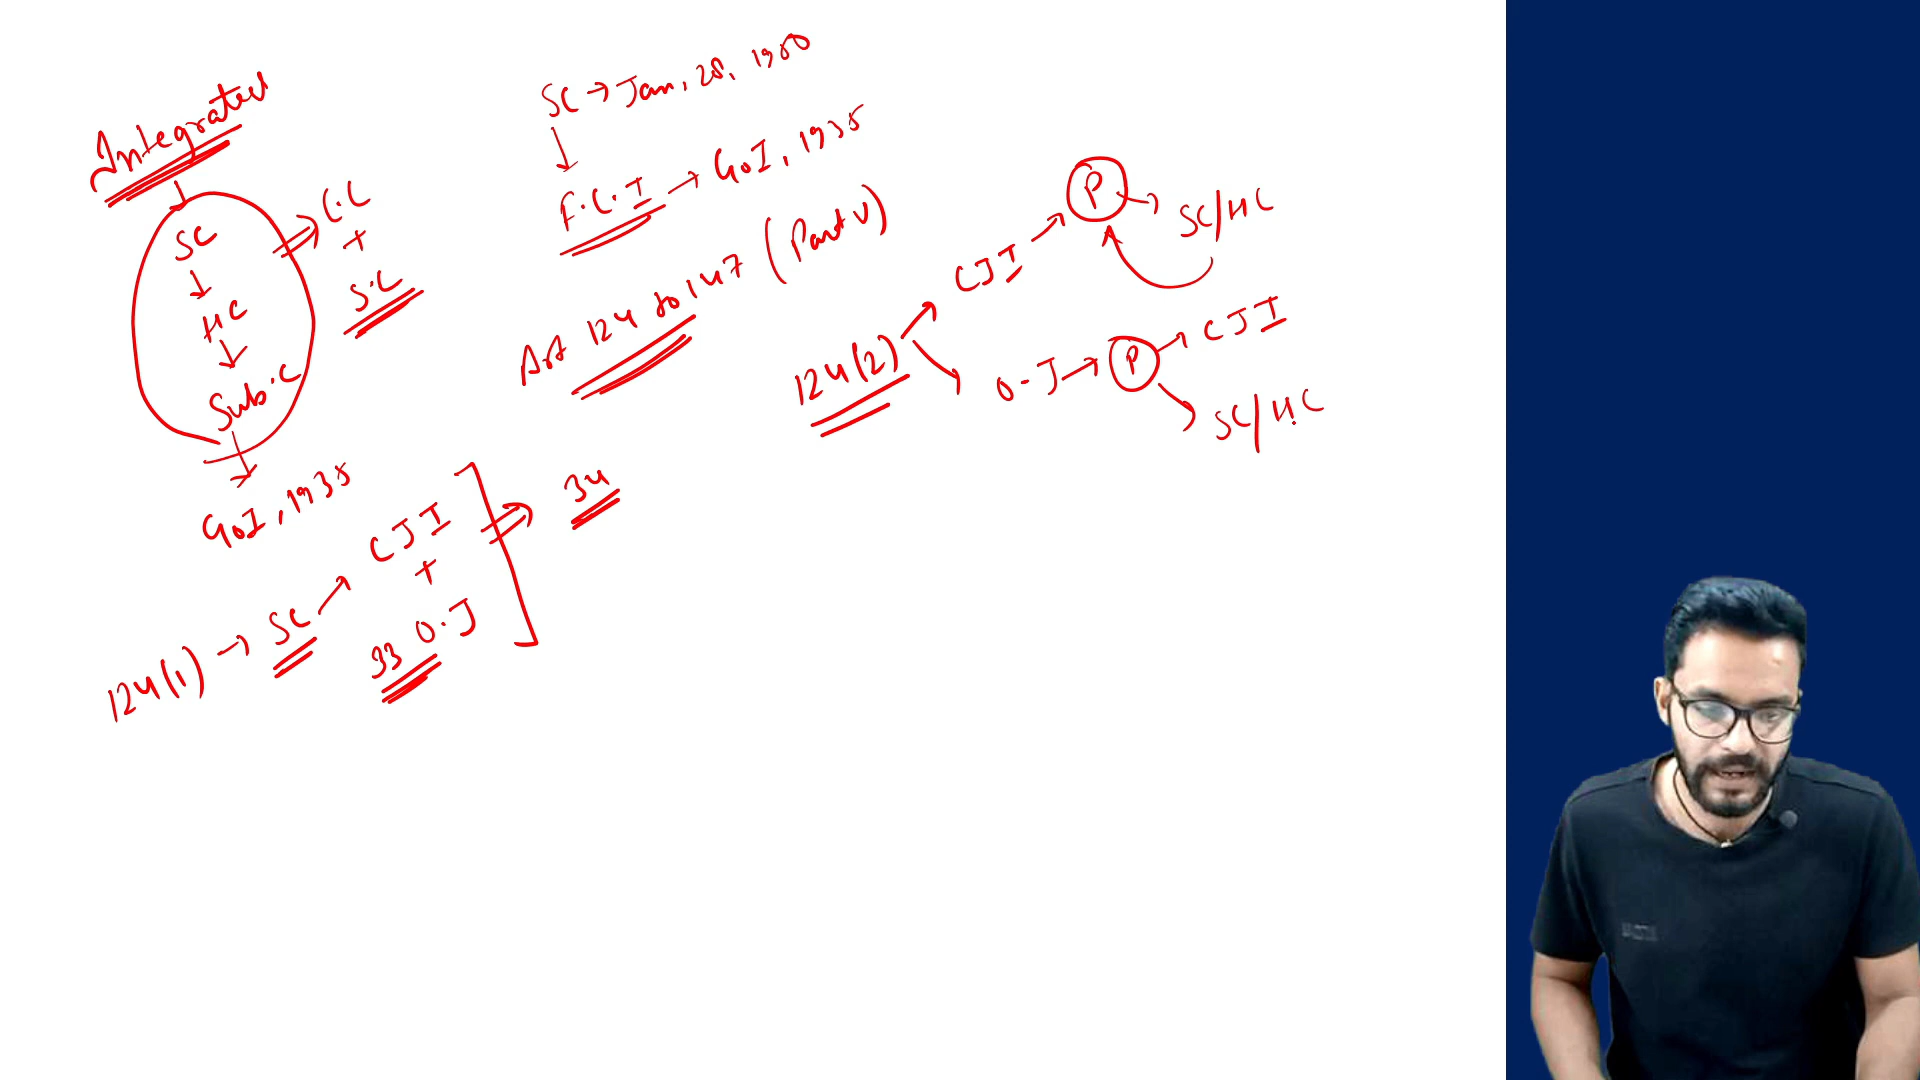 Integrated
SC
HC
Sub.C
GoI, 1935
C.C
+
S.C
SC → Jan, 28, 1950
F.C.I → GoI, 1935
Art 124 to 147 (Part V)
124(1) → SC → CJI
+
33 O.J
34
124(2)
CJI → P → SC/HC
O.J → P → CJI
SC/HC